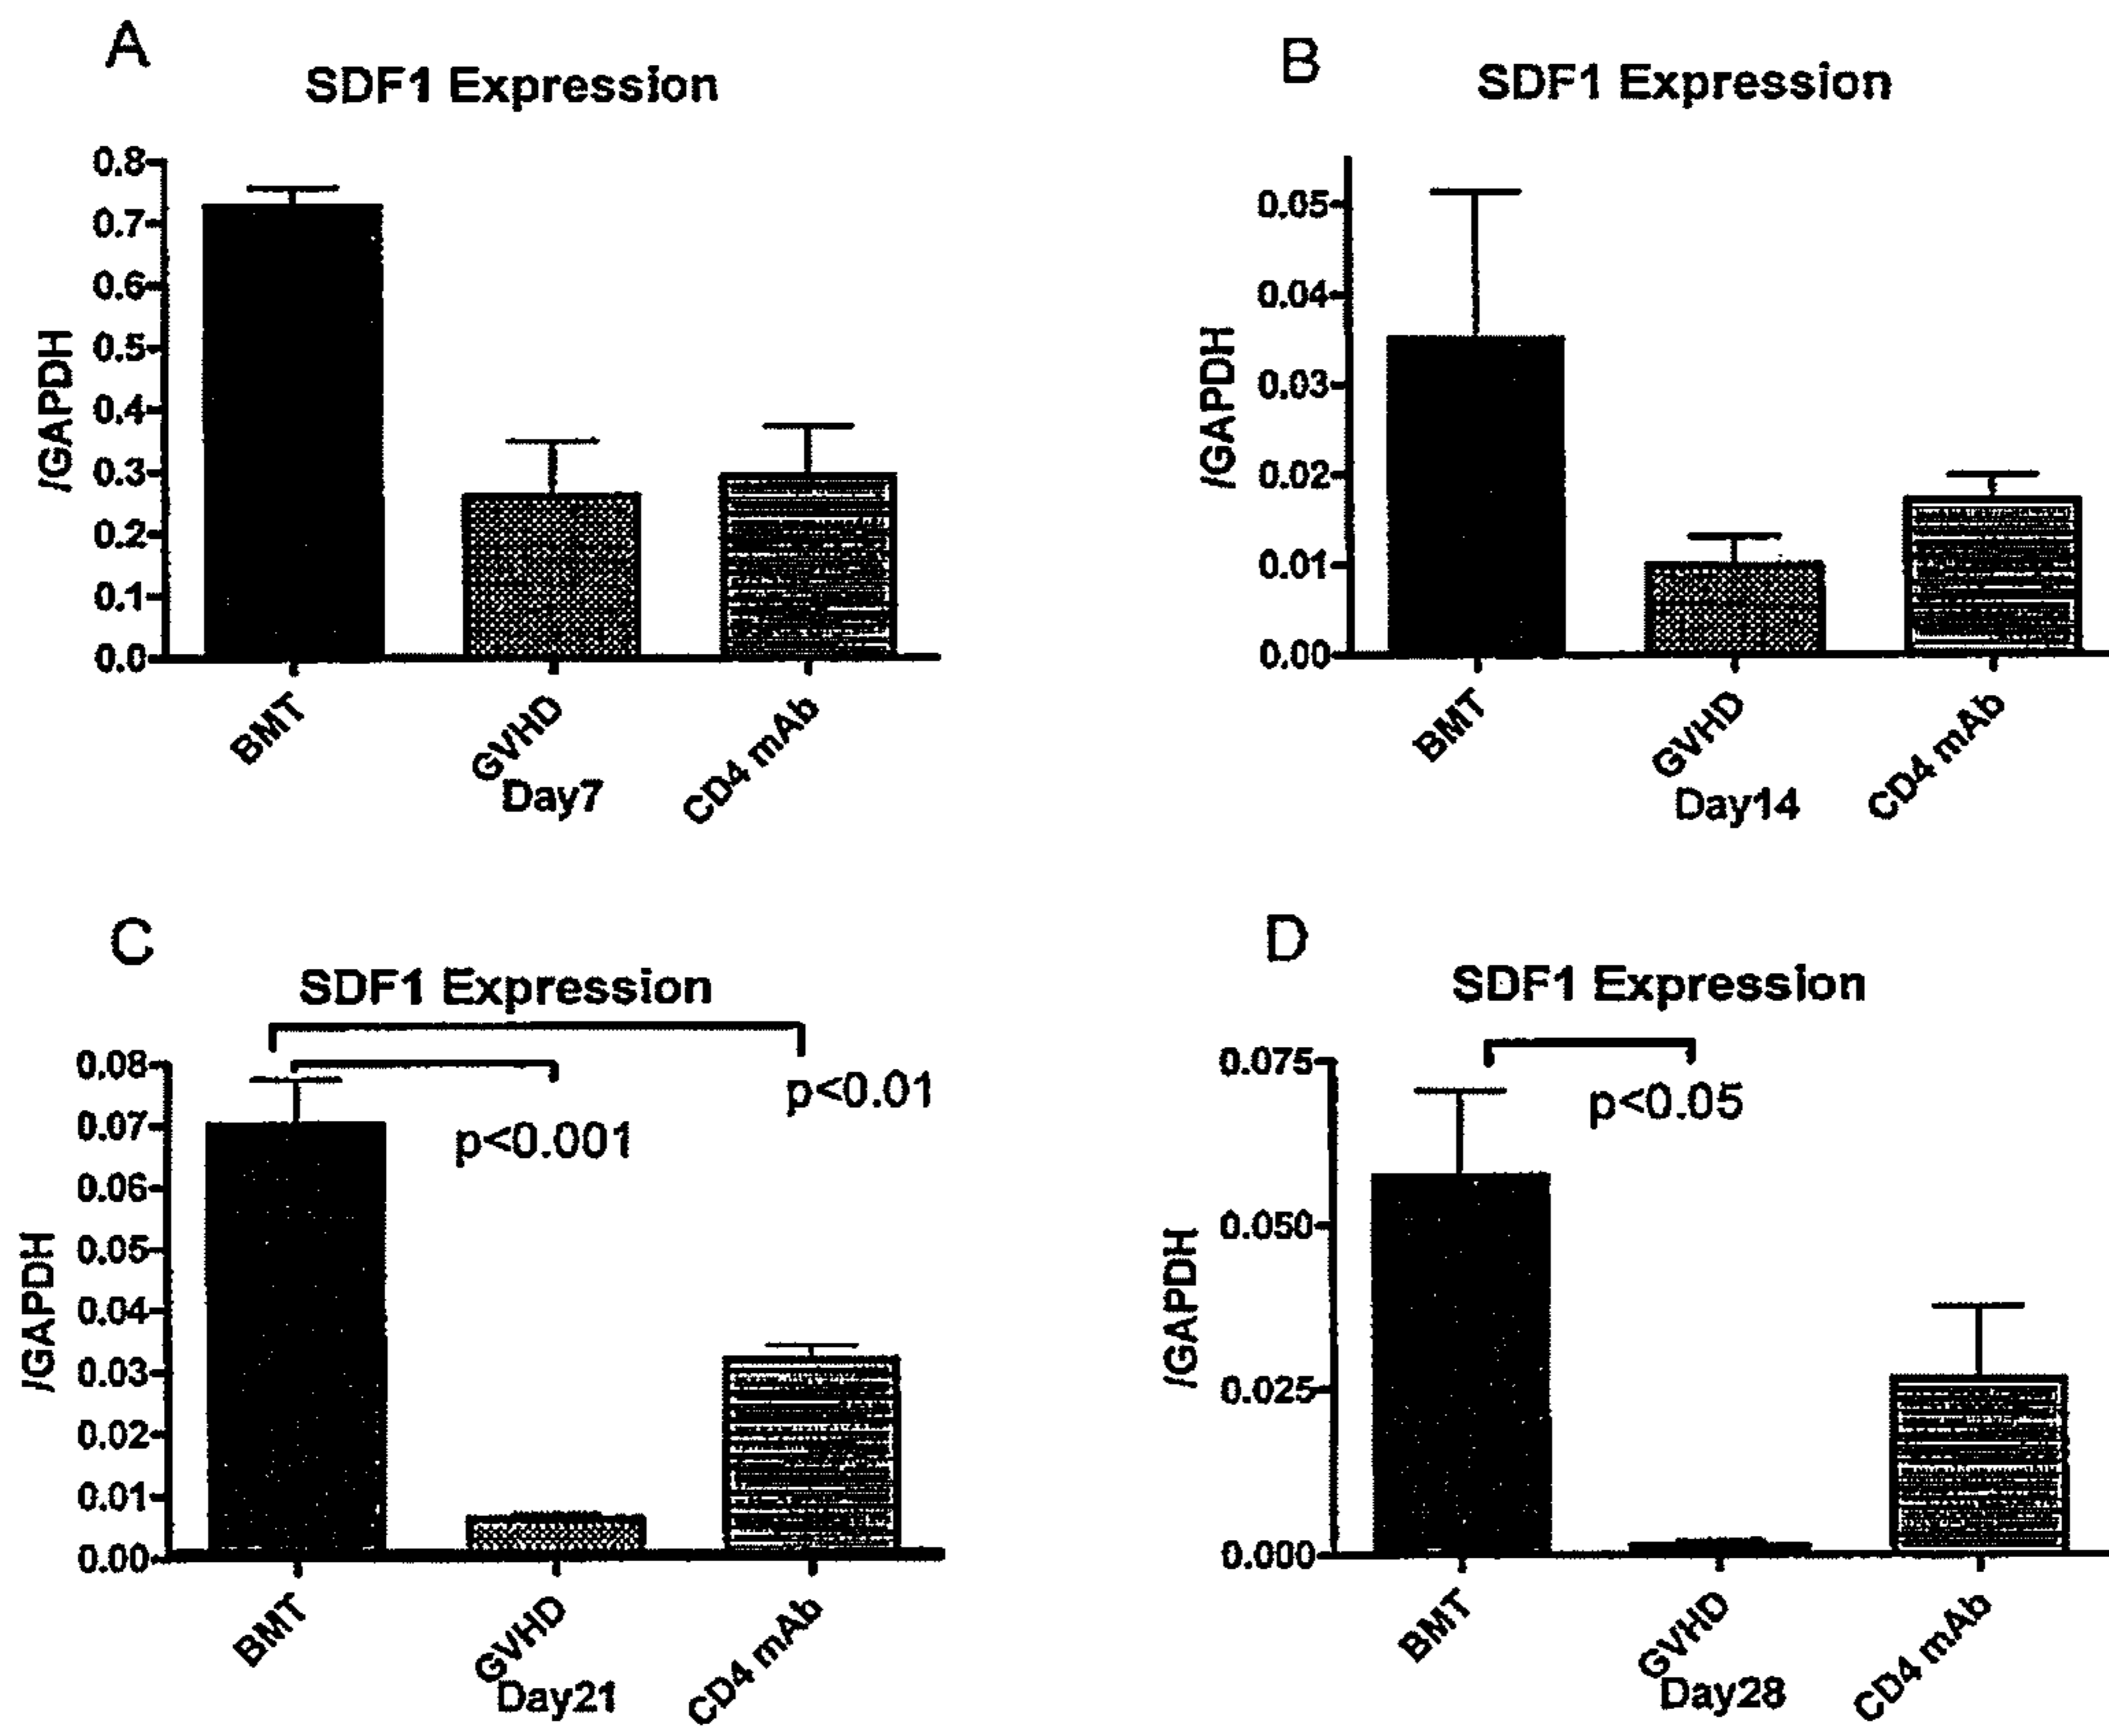 A
SDF1 Expression
/GAPDH
0.8
0.7
0.6
0.5
0.4
0.3
0.2
0.1
0.0
BMT
GVHD
CD4 mAb
Day7
B
SDF1 Expression
/GAPDH
0.05
0.04
0.03
0.02
0.01
0.00
BMT
GVHD
CD4 mAb
Day14
C
SDF1 Expression
p<0.01
p<0.001
/GAPDH
0.08
0.07
0.06
0.05
0.04
0.03
0.02
0.01
0.00
BMT
GVHD
CD4 mAb
Day21
D
SDF1 Expression
p<0.05
/GAPDH
0.075
0.050
0.025
0.000
BMT
GVHD
CD4 mAb
Day28